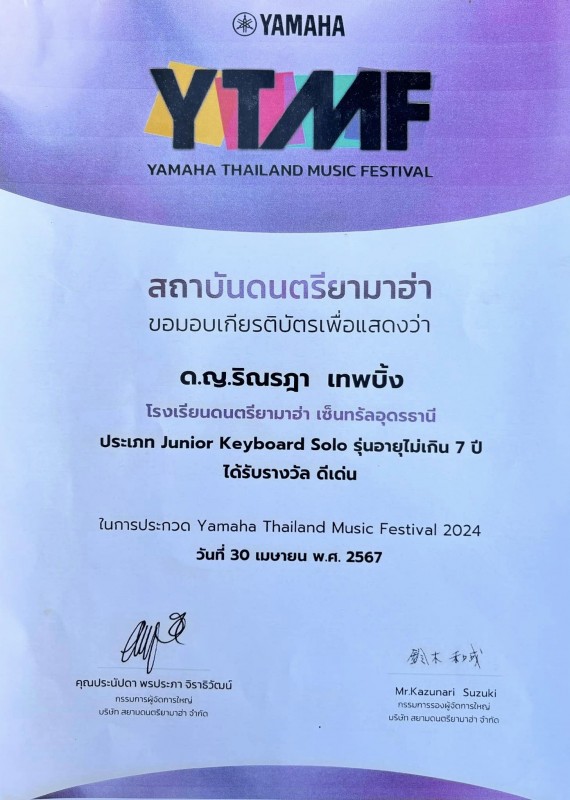 YAMAHA
YTMF
YAMAHA THAILAND MUSIC FESTIVAL
สถาบันดนตรียามาฮ่า
ขอมอบเกียรติบัตรเพื่อแสดงว่า
ด.ญ.ริณรฎา เทพบิ้ง
โรงเรียนดนตรียามาฮ่า เซ็นทรัลอุดรธานี
ประเภท Junior Keyboard Solo รุ่นอายุไม่เกิน 7 ปี
ได้รับรางวัล ดีเด่น
ในการประกวด Yamaha Thailand Music Festival 2024
วันที่ 30 เมษายน พ.ศ. 2567
鈴木 和成
คุณประนัปดา พรประภา จิราธิวัฒน์
กรรมการผู้จัดการใหญ่
บริษัท สยามดนตรียามาฮ่า จำกัด
Mr.Kazunari Suzuki
กรรมการรองผู้จัดการใหญ่
บริษัท สยามดนตรียามาฮ่า จำกัด